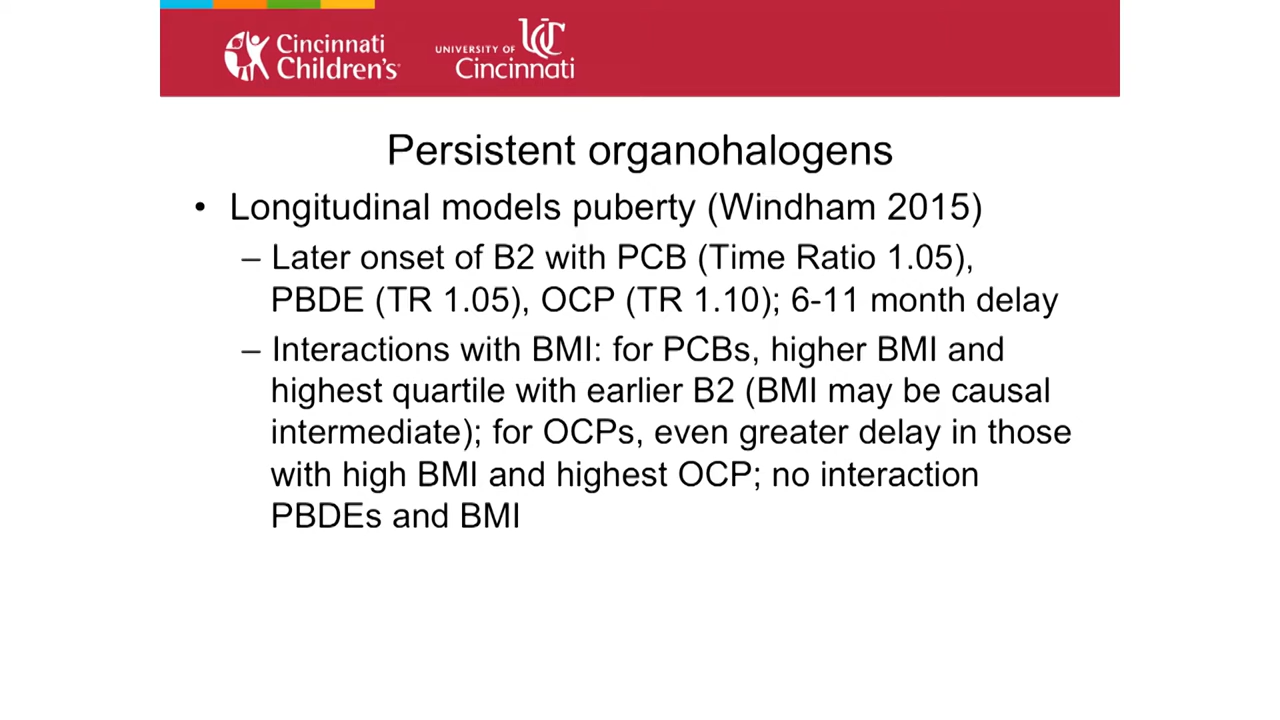 Cincinnati
Children's
UNIVERSITY OF
UC
Cincinnati
Persistent organohalogens
• Longitudinal models puberty (Windham 2015)
– Later onset of B2 with PCB (Time Ratio 1.05),
PBDE (TR 1.05), OCP (TR 1.10); 6-11 month delay
– Interactions with BMI: for PCBs, higher BMI and
highest quartile with earlier B2 (BMI may be causal
intermediate); for OCPs, even greater delay in those
with high BMI and highest OCP; no interaction
PBDEs and BMI